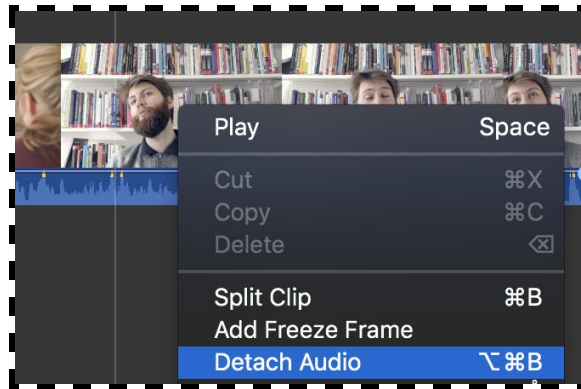 Play Space
Cut ⌘X
Copy ⌘C
Delete ⌫
Split Clip ⌘B
Add Freeze Frame
Detach Audio ⌥⌘B